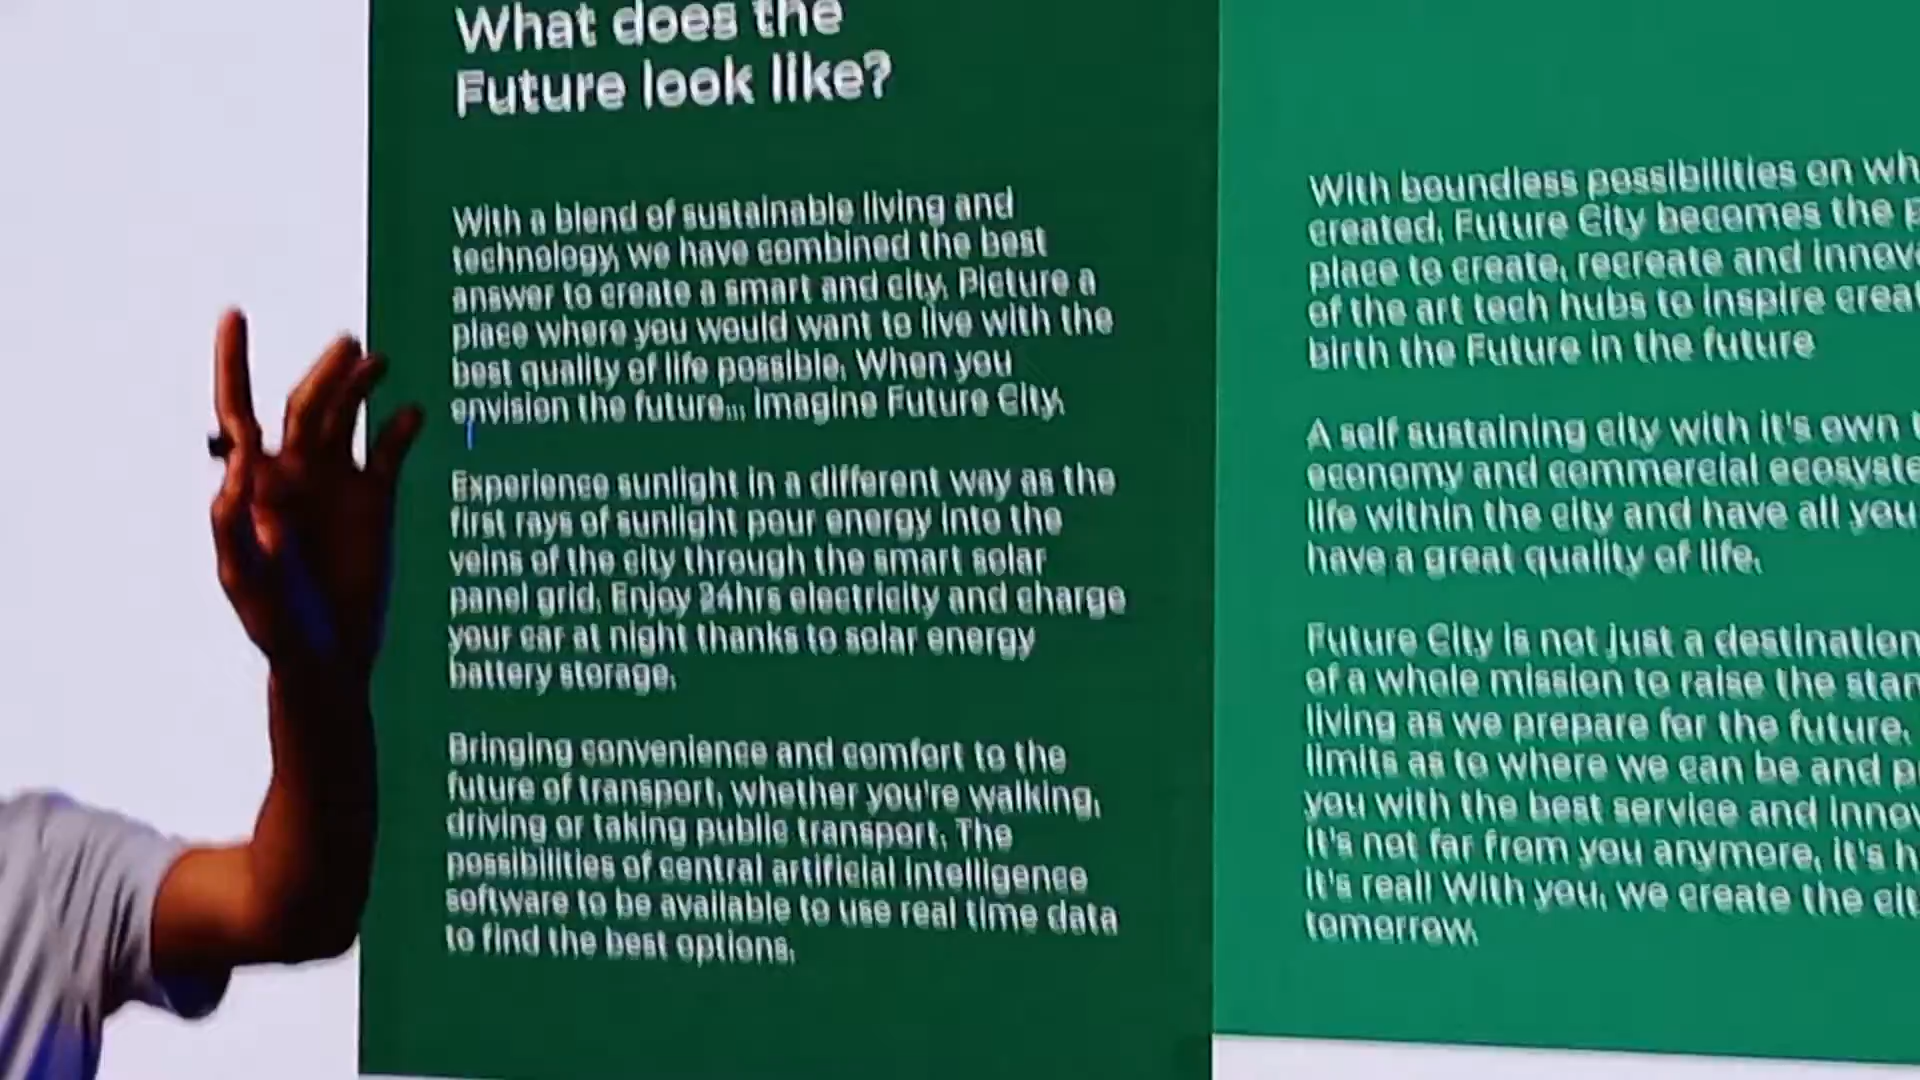 What does the
Future look like?
With a blend of sustainable living and
technology, we have combined the best
answer to create a smart and city. Picture a
place where you would want to live with the
best quality of life possible. When you
envision the future... imagine Future City.
Experience sunlight in a different way as the
first rays of sunlight pour energy into the
veins of the city through the smart solar
panel grid. Enjoy 24hrs electricity and charge
your car at night thanks to solar energy
battery storage.
Bringing convenience and comfort to the
future of transport, whether you're walking,
driving or taking public transport. The
possibilities of central artificial intelligence
software to be available to use real time data
to find the best options.
With boundless possibilities on
created, Future City becomes the
place to create, recreate and
of the art tech hubs to inspire
birth the Future in the future
A self sustaining city with it's own
economy and commercial
life within the city and have all you
have a great quality of life.
Future City is not just a destination
of a whole mission to raise the
living as we prepare for the future.
limits as to where we can be and
you with the best service and
It's not far from you anymore, it's
it's real! With you, we create the
tomorrow.